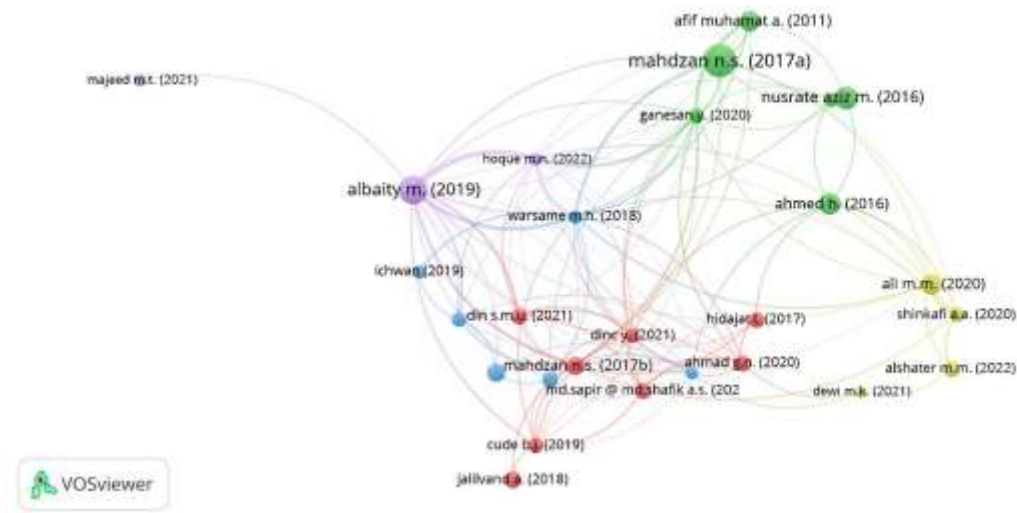 afif muhamat a. (2011)
mahdzan n.s. (2017a)
majeed m.t. (2021)
nusrate aziz m. (2016)
ganesan y. (2020)
hoque m.n. (2022)
albaity m. (2019)
ahmed h. (2016)
warsame m.h. (2018)
ichwan (2019)
ali m.m. (2020)
shinkafi a.a. (2020)
din s.m.u. (2021)
hidajat t. (2017)
dinc y. (2021)
ahmad g.n. (2020)
mahdzan n.s. (2017b)
alshater m.m. (2022)
md.sapir @ md.shafik a.s. (202
dewi m.k. (2021)
cude b.j. (2019)
jalilvand a. (2018)
VOSviewer